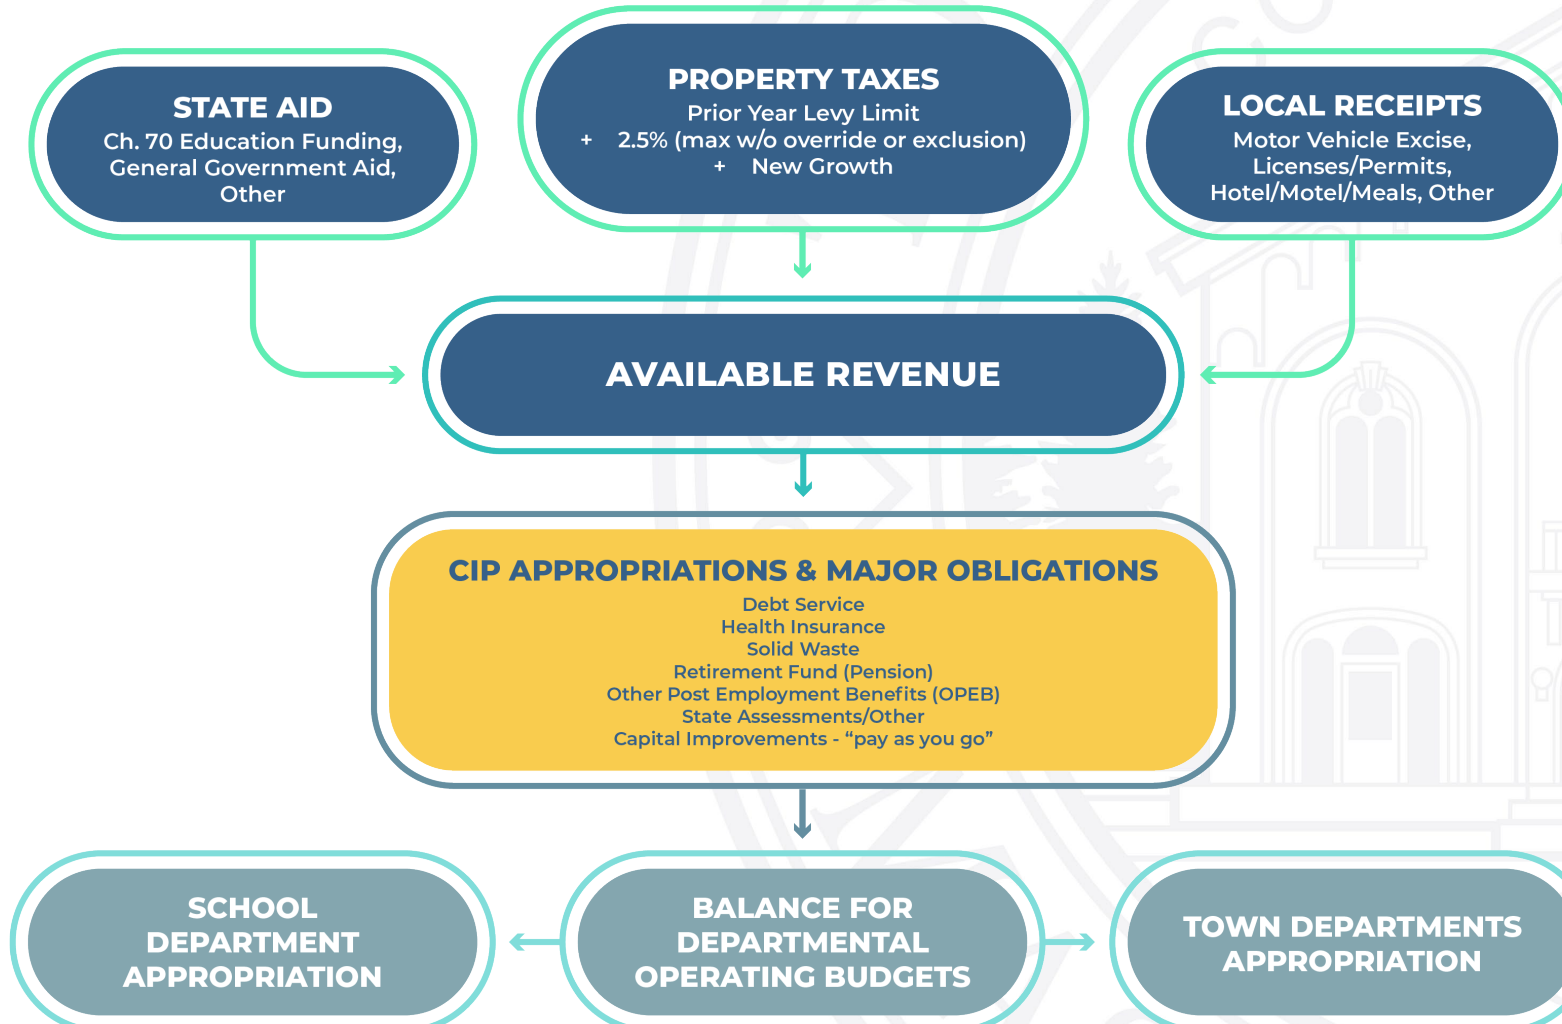 STATE AID
Ch. 70 Education Funding,
General Government Aid,
Other
PROPERTY TAXES
Prior Year Levy Limit
+ 2.5% (max w/o override or exclusion)
+ New Growth
LOCAL RECEIPTS
Motor Vehicle Excise,
Licenses/Permits,
Hotel/Motel/Meals, Other
AVAILABLE REVENUE
CIP APPROPRIATIONS & MAJOR OBLIGATIONS
Debt Service
Health Insurance
Solid Waste
Retirement Fund (Pension)
Other Post Employment Benefits (OPEB)
State Assessments/Other
Capital Improvements - “pay as you go”
SCHOOL
DEPARTMENT
APPROPRIATION
BALANCE FOR
DEPARTMENTAL
OPERATING BUDGETS
TOWN DEPARTMENTS
APPROPRIATION